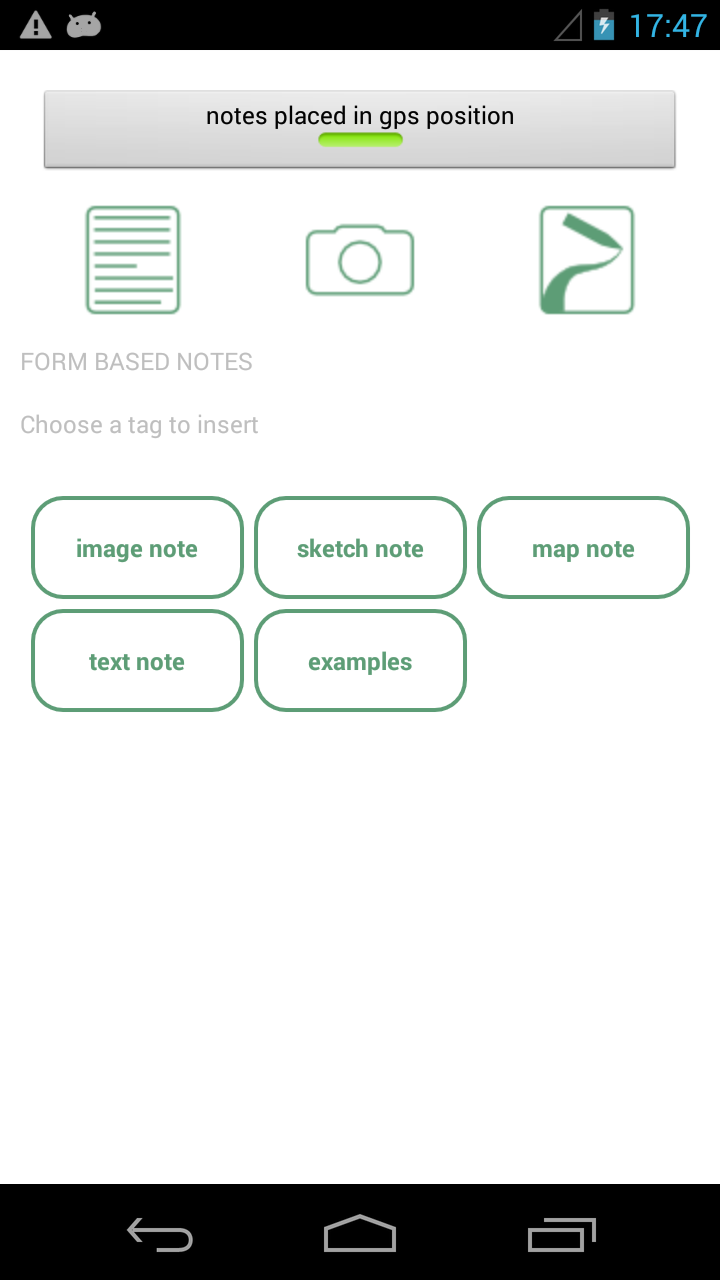 17:47
notes placed in gps position
FORM BASED NOTES
Choose a tag to insert
image note
sketch note
map note
text note
examples